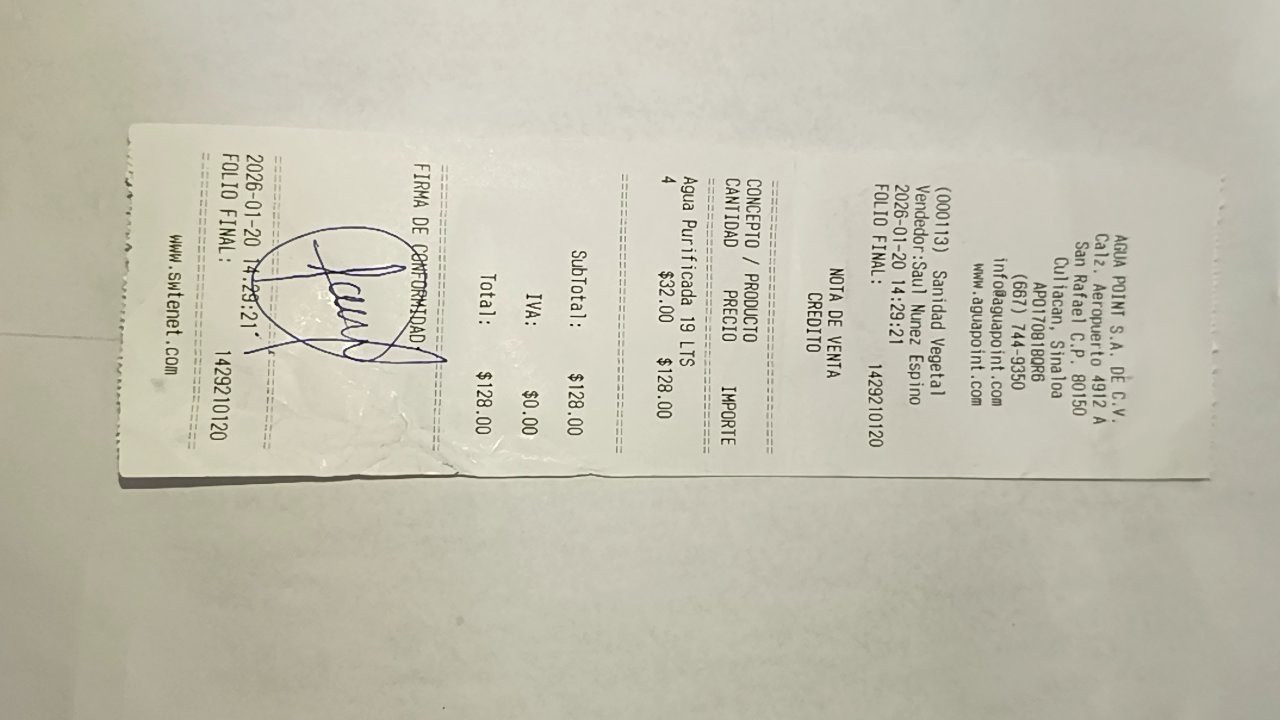 AGUA POINT S.A. DE C.V.
Calz. Aeropuerto 4912 A
San Rafael C.P. 80150
Culiacan, Sinaloa
APO170818QR6
(667) 744-9350
info@aguapoint.com
www.aguapoint.com
(000113) Sanidad Vegetal
Vendedor:Saul Nunez Espino
2026-01-20 14:29:21
FOLIO FINAL: 1429210120
NOTA DE VENTA
CREDITO
CONCEPTO / PRODUCTO
CANTIDAD PRECIO IMPORTE
Agua Purificada 19 LTS
4 $32.00 $128.00
SubTotal: $128.00
IVA: $0.00
Total: $128.00
FIRMA DE CONFORMIDAD
2026-01-20 14:29:21
FOLIO FINAL: 1429210120
www.swtenet.com